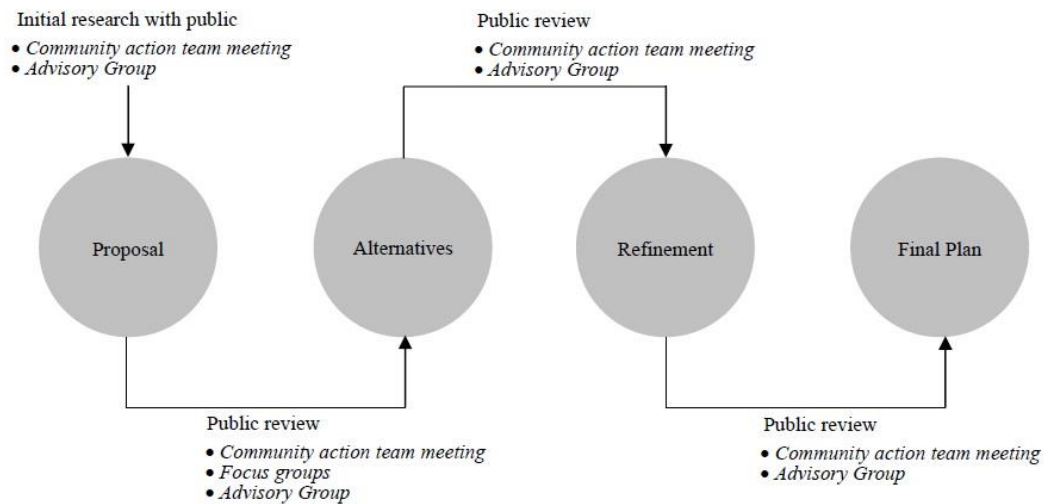 Initial research with public
• Community action team meeting
• Advisory Group
Public review
• Community action team meeting
• Advisory Group
Proposal
Alternatives
Refinement
Final Plan
Public review
• Community action team meeting
• Focus groups
• Advisory Group
Public review
• Community action team meeting
• Advisory Group